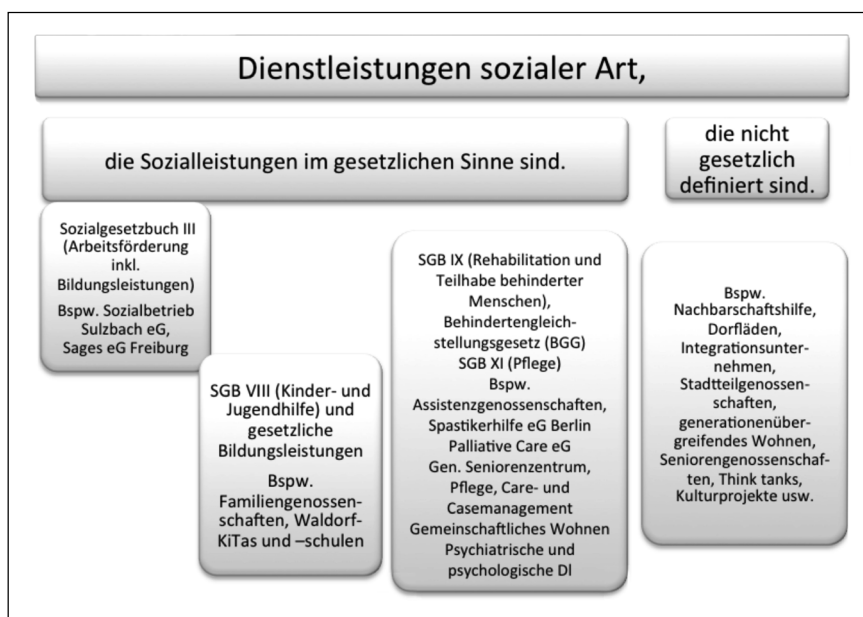 Dienstleistungen sozialer Art,
die Sozialleistungen im gesetzlichen Sinne sind.
die nicht
gesetzlich
definiert sind.
Sozialgesetzbuch III
(Arbeitsförderung
inkl.
Bildungsleistungen)
Bspw. Sozialbetrieb
Sulzbach eG,
Sages eG Freiburg
SGB VIII (Kinder- und
Jugendhilfe) und
gesetzliche
Bildungsleistungen
Bspw.
Familiengenossen-
schaften, Waldorf-
KiTas und –schulen
SGB IX (Rehabilitation und
Teilhabe behinderter
Menschen),
Behindertengleich-
stellungsgesetz (BGG)
SGB XI (Pflege)
Bspw.
Assistenzgenossenschaften,
Spastikerhilfe eG Berlin
Palliative Care eG
Gen. Seniorenzentrum,
Pflege, Care- und
Casemanagement
Gemeinschaftliches Wohnen
Psychiatrische und
psychologische Dl
Bspw.
Nachbarschaftshilfe,
Dorfläden,
Integrationsunter-
nehmen,
Stadtteilgenossen-
schaften,
generationenüber-
greifendes Wohnen,
Seniorengenossenschaf-
ten, Think tanks,
Kulturprojekte usw.